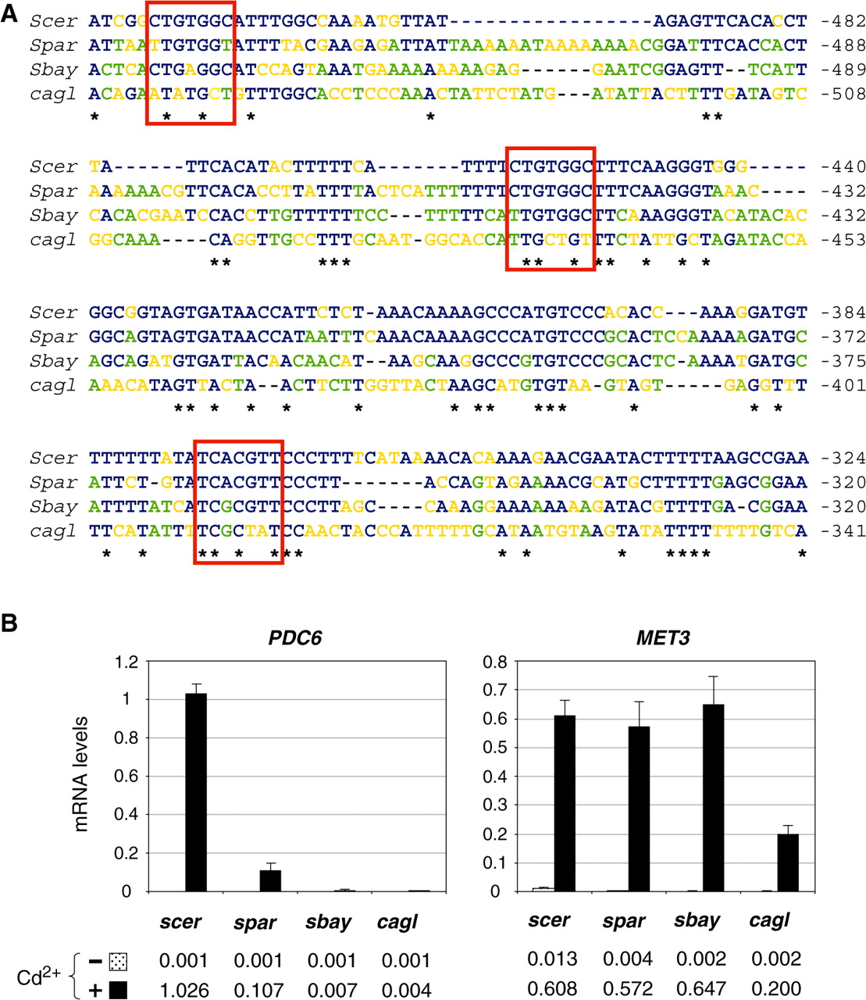 A
Scer ATCGGCTGTGGCATTTGGCCAAAATGTTAT-----------------AGAGTTCACACCT -482
Spar ATTAATTGTGGTATTTTACGAAGAGATTATTAAAAAATAAAAAAAACGGATTTCACCACT -488
Sbay ACTCACTGAGGCATCCAGTAAATGAAAAAAAAAAGAG------GAATCGGAGTT--TCATT -489
cagl ACAGAATATGCTGTTTGGCACCTCCCAAACTATTCTATG---ATATTACTTTTGATAGTC -508
* * * * * **
Scer TA------TTCACATACTTTTTCA-------TTTTCTGTGGCTTTCAAGGGTGGG----- -440
Spar AAAAAACGTTCACACCTTATTTTACTCATTTTTTTCTGTGGCTTTCAAGGGTAAAC---- -432
Sbay CACACGAATCCACCTTGTTTTTTCC---TTTTTCATTGTGGCTTCAAAGGGTACATACAC -432
cagl GGCAAA----CAGGTTGCCTTTGCAAT-GGCACCATTGCTGTTTCTATTGCTAGATACCA -453
** *** ** * ** * * *
Scer GGCGGTAGTGATAACCATTCTCT-AAACAAAAGCCCATGTCCCACACC---AAAGGATGT -384
Spar GGCAGTAGTGATAACCATAATTTCAAACAAAAGCCCATGTCCCGCACTCCAAAAAGATGC -372
Sbay AGCAGATGTGATTACAACAACAT--AAGCAAGGCCCGTGTCCCGCACTC-AAAATGATGC -375
cagl AAACATAGTTACTA--ACTTCTTGGTTACTAAGCATGTGTAA-GTAGT-----GAGGTTT -401
** * * * * * ** *** * * *
Scer TTTTTTATATCACGTTCCCTTTTCATAAAACACAAAAGAACGAATACTTTTTAAGCCGAA -324
Spar ATTCT-GTATCACGTTCCCTT-------ACCAGTAGAAAACGCATGCTTTTTGAGCGGAA -320
Sbay ATTTTATCATCGCGTTCCCTTAGC----CAAAGGAAAAAAAAGATACGTTTTGA-CGGAA -320
cagl TTCATATTTTCGCTATCCAACTACCCATTTTTGCATAATGTAAGTATATTTTTTTTGTCA -341
* * ** * *** * * * **** *
B
PDC6 MET3
mRNA levels
1.2
1
0.8
0.6
0.4
0.2
0
scer spar sbay cagl
0.8
0.7
0.6
0.5
0.4
0.3
0.2
0.1
0
scer spar sbay cagl
Cd2+
− 0.001 0.001 0.001 0.001 0.013 0.004 0.002 0.002
+ 1.026 0.107 0.007 0.004 0.608 0.572 0.647 0.200